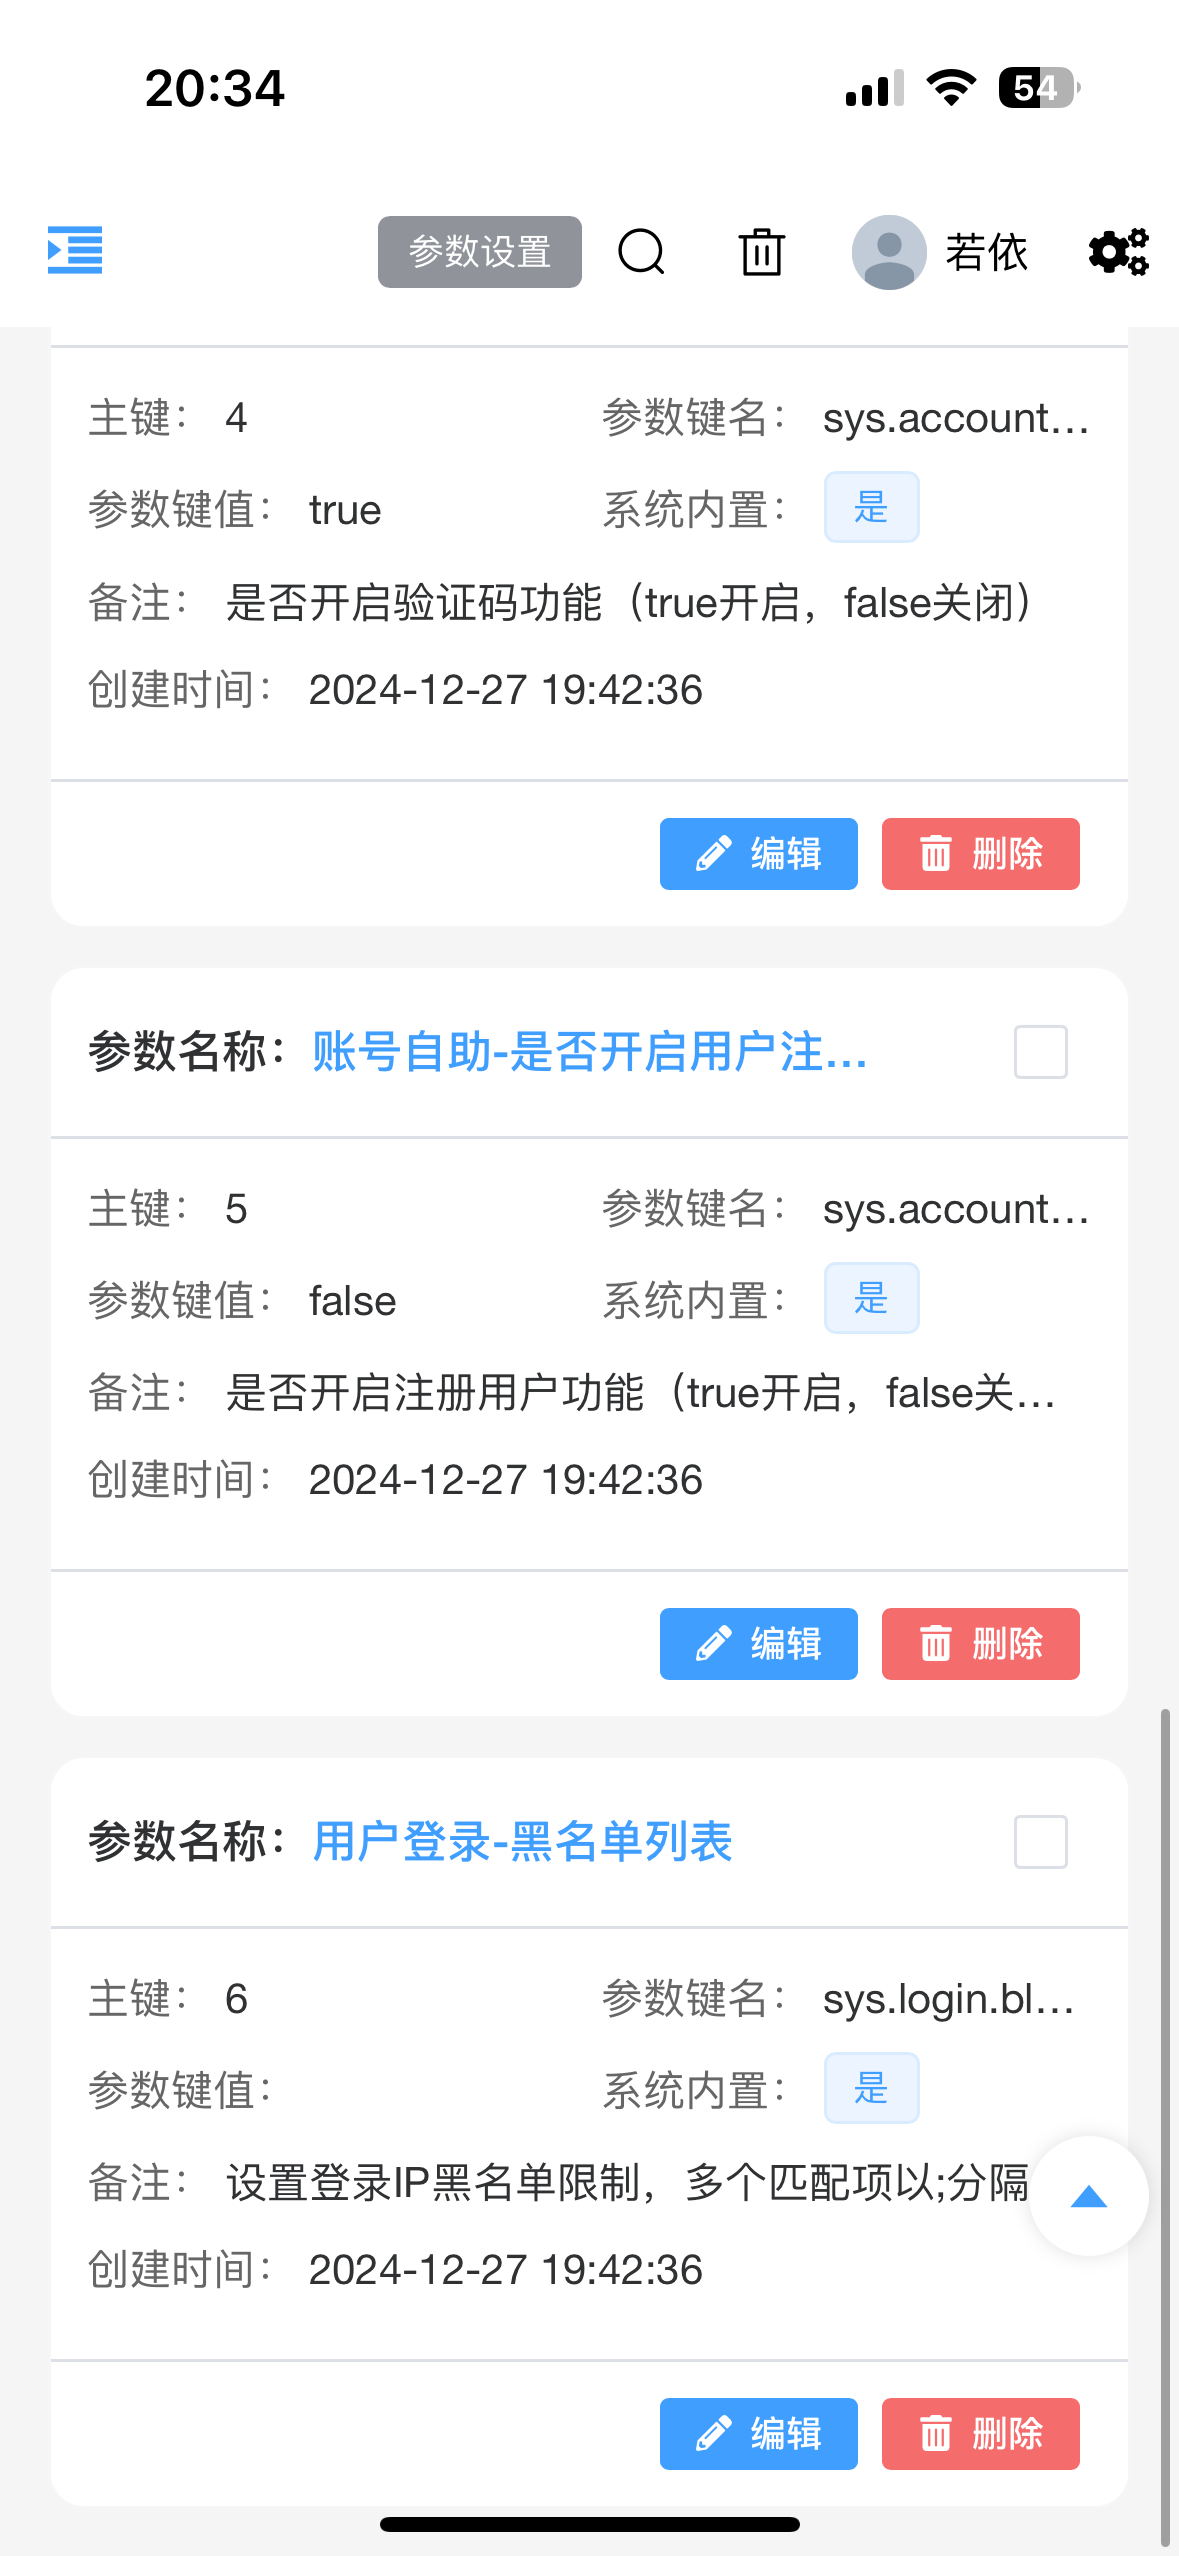 20:34
54
参数设置
若依
主键： 4 参数键名： sys.account...
参数键值： true 系统内置： 是
备注： 是否开启验证码功能（true开启，false关闭）
创建时间： 2024-12-27 19:42:36
编辑 删除
参数名称：账号自助-是否开启用户注...
主键： 5 参数键名： sys.account...
参数键值： false 系统内置： 是
备注： 是否开启注册用户功能（true开启，false关...
创建时间： 2024-12-27 19:42:36
编辑 删除
参数名称：用户登录-黑名单列表
主键： 6 参数键名： sys.login.bl...
参数键值： 系统内置： 是
备注： 设置登录IP黑名单限制，多个匹配项以;分隔
创建时间： 2024-12-27 19:42:36
编辑 删除